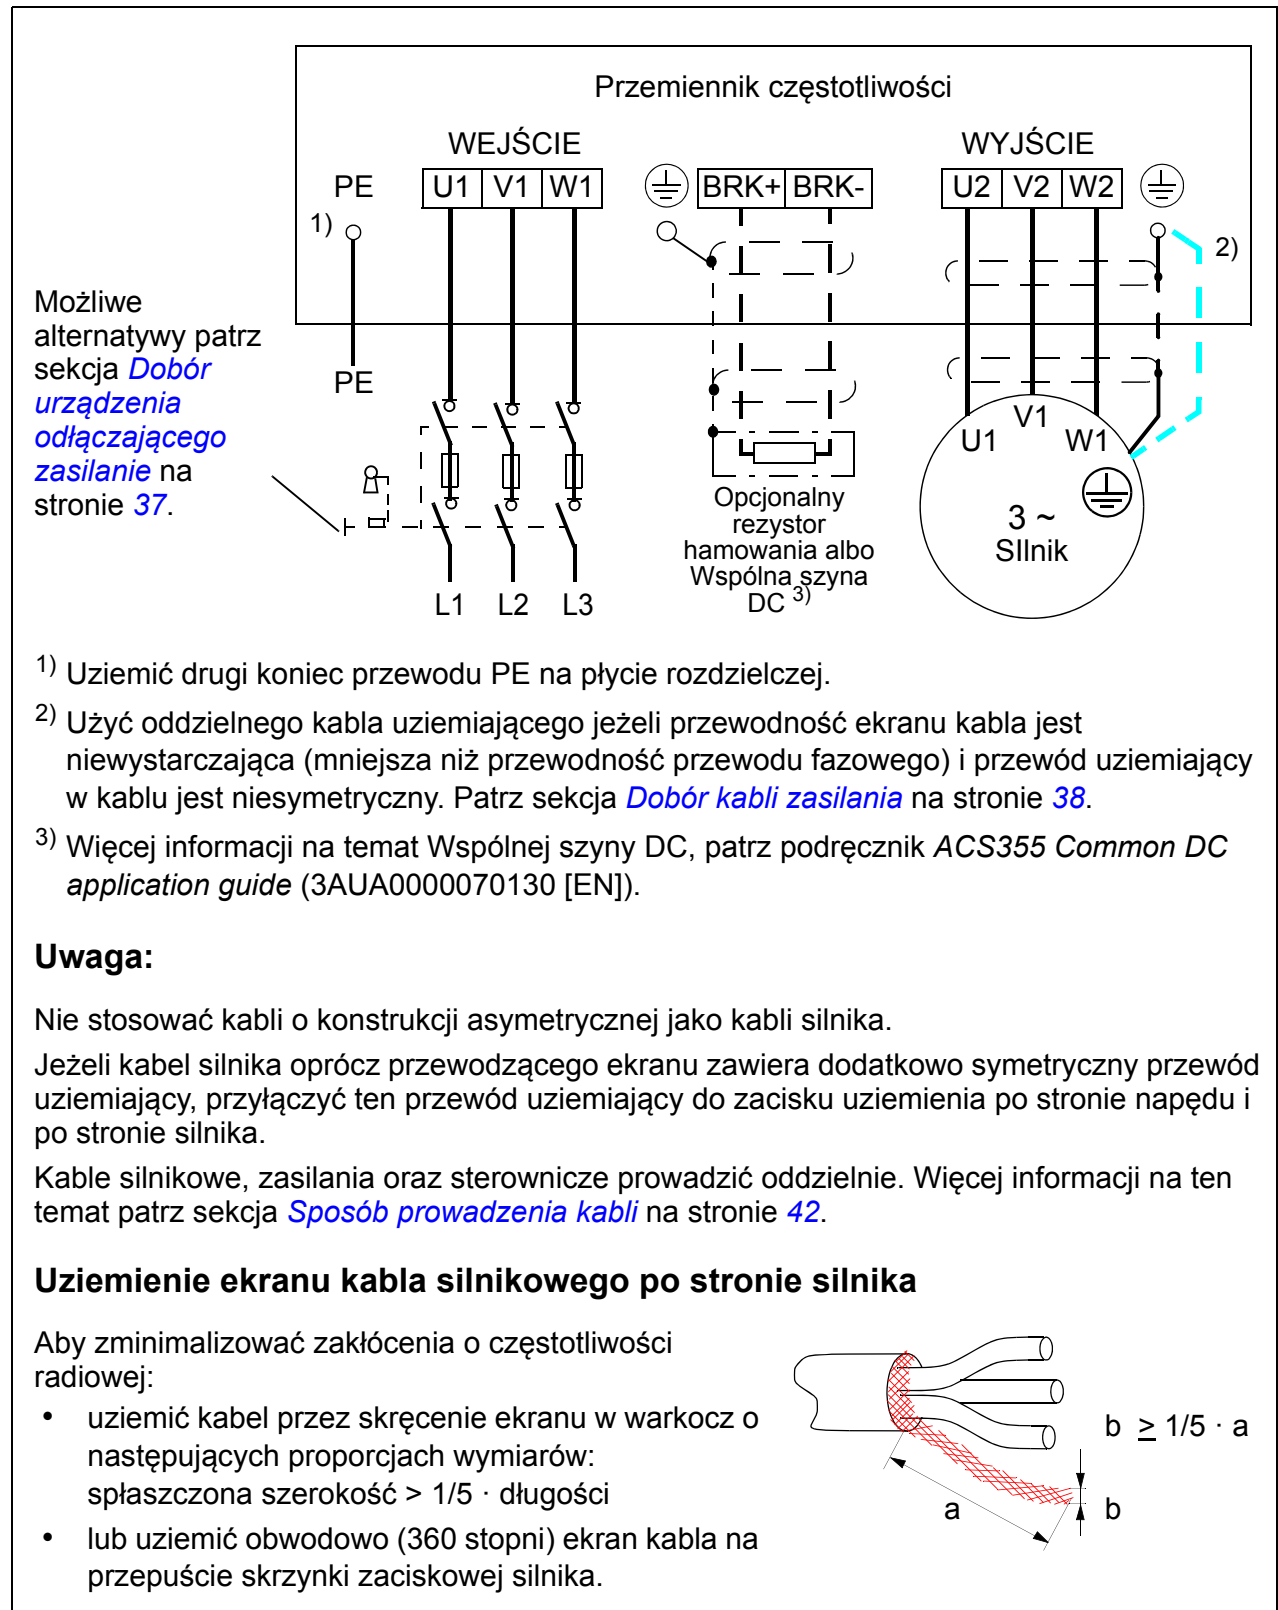 Przemiennik częstotliwości
WEJŚCIE
WYJŚCIE
PE
U1 V1 W1
BRK+ BRK-
U2 V2 W2
1)
2)
Możliwe
alternatywy patrz
sekcja Dobór
urządzenia
odłączającego
zasilanie na
stronie 37.
PE
U1 V1 W1
3 ~
SIlnik
Opcjonalny
rezystor
hamowania albo
Wspólna szyna
DC 3)
L1 L2 L3
1) Uziemić drugi koniec przewodu PE na płycie rozdzielczej.
2) Użyć oddzielnego kabla uziemiającego jeżeli przewodność ekranu kabla jest
niewystarczająca (mniejsza niż przewodność przewodu fazowego) i przewód uziemiający
w kablu jest niesymetryczny. Patrz sekcja Dobór kabli zasilania na stronie 38.
3) Więcej informacji na temat Wspólnej szyny DC, patrz podręcznik ACS355 Common DC
application guide (3AUA0000070130 [EN]).
Uwaga:
Nie stosować kabli o konstrukcji asymetrycznej jako kabli silnika.
Jeżeli kabel silnika oprócz przewodzącego ekranu zawiera dodatkowo symetryczny przewód
uziemiający, przyłączyć ten przewód uziemiający do zacisku uziemienia po stronie napędu i
po stronie silnika.
Kable silnikowe, zasilania oraz sterownicze prowadzić oddzielnie. Więcej informacji na ten
temat patrz sekcja Sposób prowadzenia kabli na stronie 42.
Uziemienie ekranu kabla silnikowego po stronie silnika
Aby zminimalizować zakłócenia o częstotliwości
radiowej:
• uziemić kabel przez skręcenie ekranu w warkocz o
następujących proporcjach wymiarów:
spłaszczona szerokość > 1/5 · długości
• lub uziemić obwodowo (360 stopni) ekran kabla na
przepuście skrzynki zaciskowej silnika.
b ≥ 1/5 · a
a
b